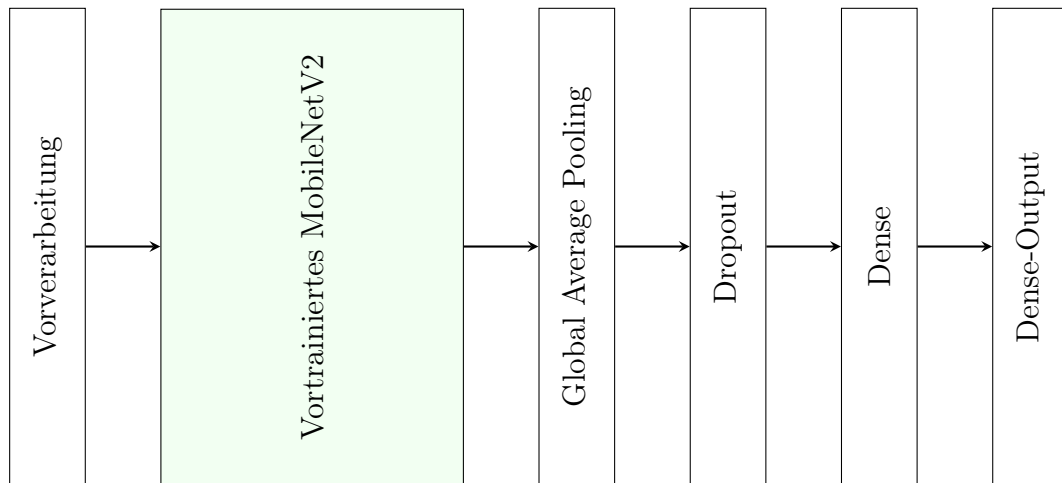 Vorverarbeitung
Vortrainiertes MobileNetV2
Global Average Pooling
Dropout
Dense
Dense-Output